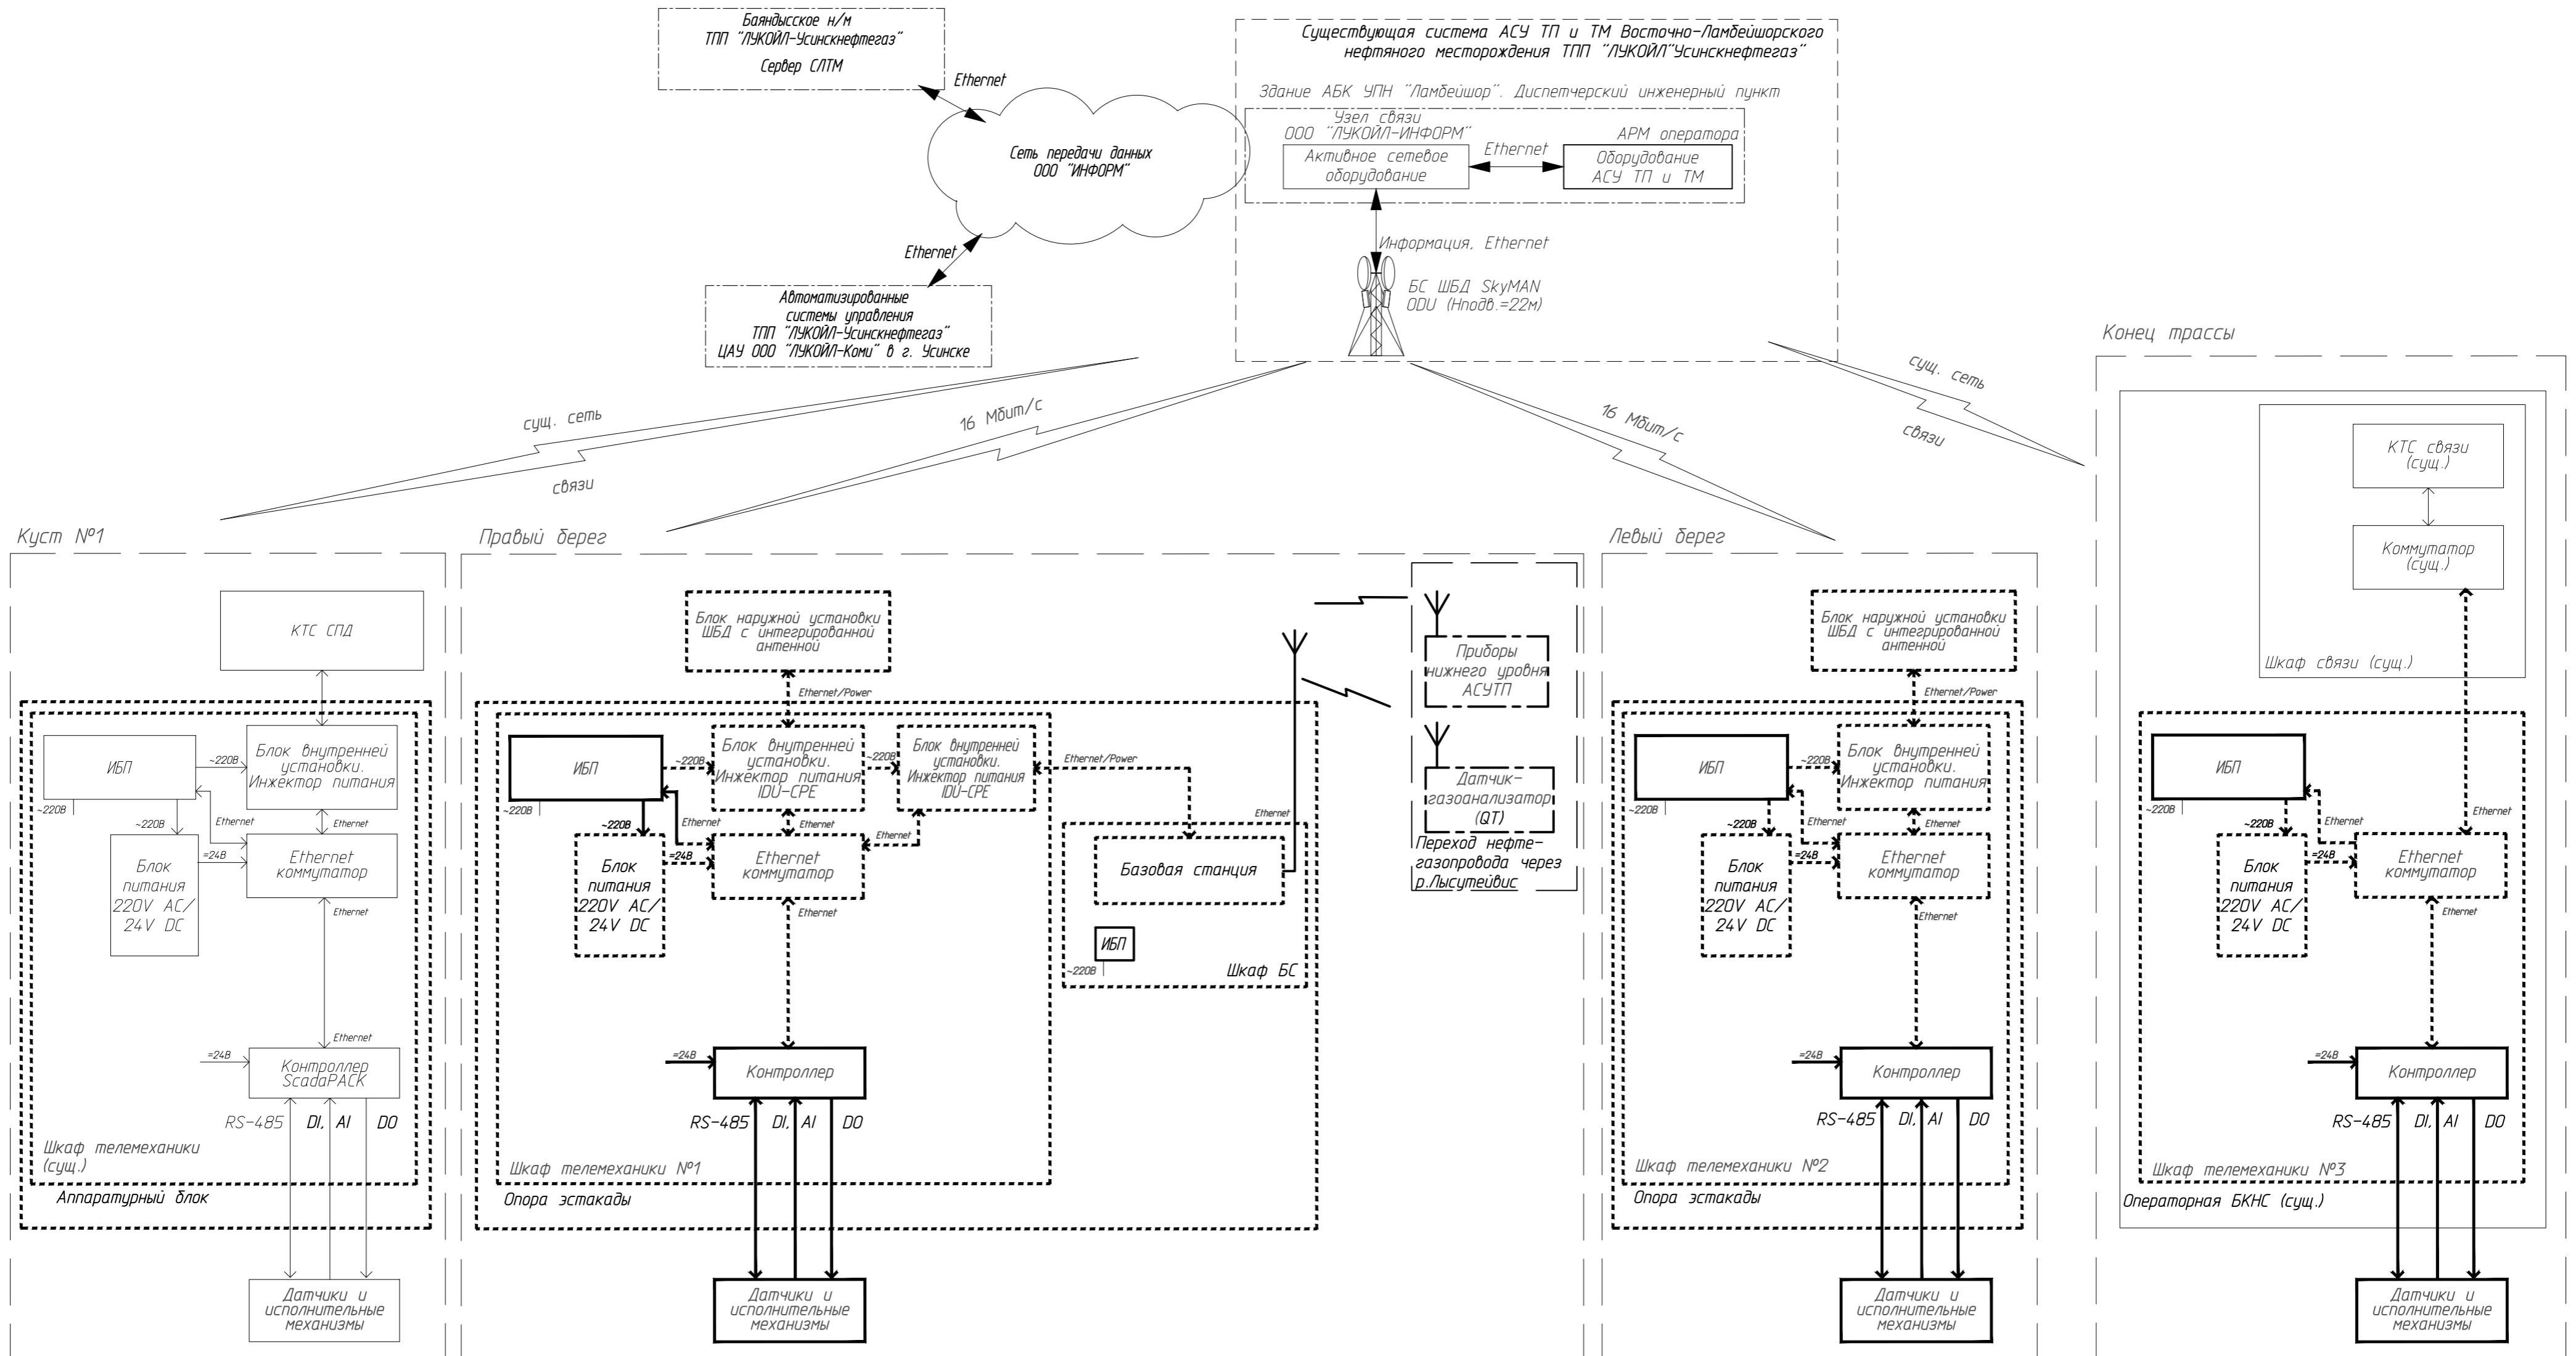 Баяндысское н/м
ТПП "ЛУКОЙЛ-Усинскнефтегаз"
Сервер СЛТМ
Ethernet
Сеть передачи данных
ООО "ИНФОРМ"
Ethernet
Автоматизированные
системы управления
ТПП "ЛУКОЙЛ-Усинскнефтегаз"
ЦАУ ООО "ЛУКОЙЛ-Коми" в г. Усинске
Существующая система АСУ ТП и ТМ Восточно-Ламбейшорского
нефтяного месторождения ТПП "ЛУКОЙЛ"Усинскнефтегаз"
Здание АБК УПН "Ламбейшор". Диспетчерский инженерный пункт
Узел связи
ООО "ЛУКОЙЛ-ИНФОРМ"
АРМ оператора
Активное сетевое
оборудование
Ethernet
Оборудование
АСУ ТП и ТМ
Информация, Ethernet
БС ШБД SkyMAN
ODU (Hподв.=22м)
сущ. сеть
связи
16 Мбит/с
16 Мбит/с
сущ. сеть
связи
Куст №1
КТС СПД
ИБП
~220В
~220В
Блок внутренней
установки.
Инжектор питания
~220В
Ethernet
Ethernet
=24В
Блок
питания
220V AC/
24V DC
Ethernet
коммутатор
Ethernet
Ethernet
=24В
Контроллер
ScadaPACK
RS-485
DI, AI
DO
Шкаф телемеханики
(сущ.)
Аппаратурный блок
Датчики и
исполнительные
механизмы
Правый берег
Блок наружной установки
ШБД с интегрированной
антенной
Ethernet/Power
ИБП
~220В
~220В
Блок внутренней
установки.
Инжектор питания
IDU-CPE
~220В
Блок внутренней
установки.
Инжектор питания
IDU-CPE
Ethernet/Power
~220В
Ethernet
Ethernet
Ethernet
=24В
Блок
питания
220V AC/
24V DC
Ethernet
коммутатор
Ethernet
Ethernet
Базовая станция
ИБП
~220В
Шкаф БС
=24В
Контроллер
RS-485
DI, AI
DO
Шкаф телемеханики №1
Опора эстакады
Датчики и
исполнительные
механизмы
Приборы
нижнего уровня
АСУТП
Датчик-
газоанализатор
(QT)
Переход нефте-
газопровода через
р.Лысутейвис
Левый берег
Блок наружной установки
ШБД с интегрированной
антенной
Ethernet/Power
ИБП
~220В
~220В
Блок внутренней
установки.
Инжектор питания
~220В
Ethernet
Ethernet
=24В
Блок
питания
220V AC/
24V DC
Ethernet
коммутатор
Ethernet
=24В
Контроллер
RS-485
DI, AI
DO
Шкаф телемеханики №2
Опора эстакады
Датчики и
исполнительные
механизмы
Конец трассы
КТС связи
(сущ.)
Коммутатор
(сущ.)
Шкаф связи (сущ.)
ИБП
~220В
~220В
Ethernet
=24В
Блок
питания
220V AC/
24V DC
Ethernet
коммутатор
Ethernet
=24В
Контроллер
RS-485
DI, AI
DO
Шкаф телемеханики №3
Операторная БКНС (сущ.)
Датчики и
исполнительные
механизмы